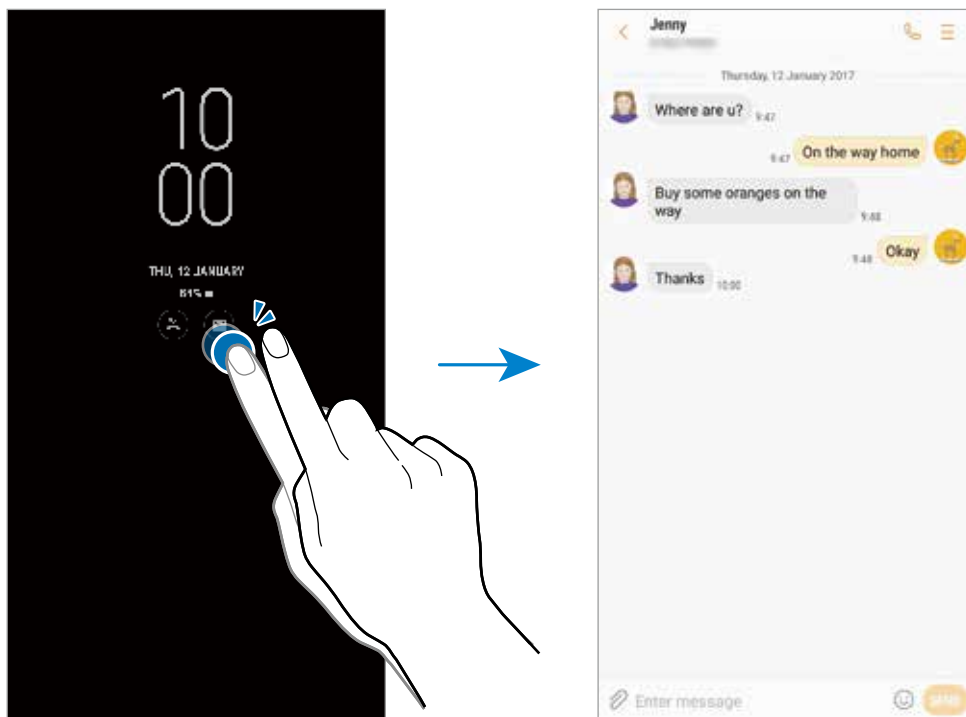 10
00
THU, 12 JANUARY
Jenny
Thursday, 12 January 2017
Where are u?
9:47
9:47
On the way home
Buy some oranges on the
way
9:48
9:48
Okay
Thanks
10:00
Enter message
SEND